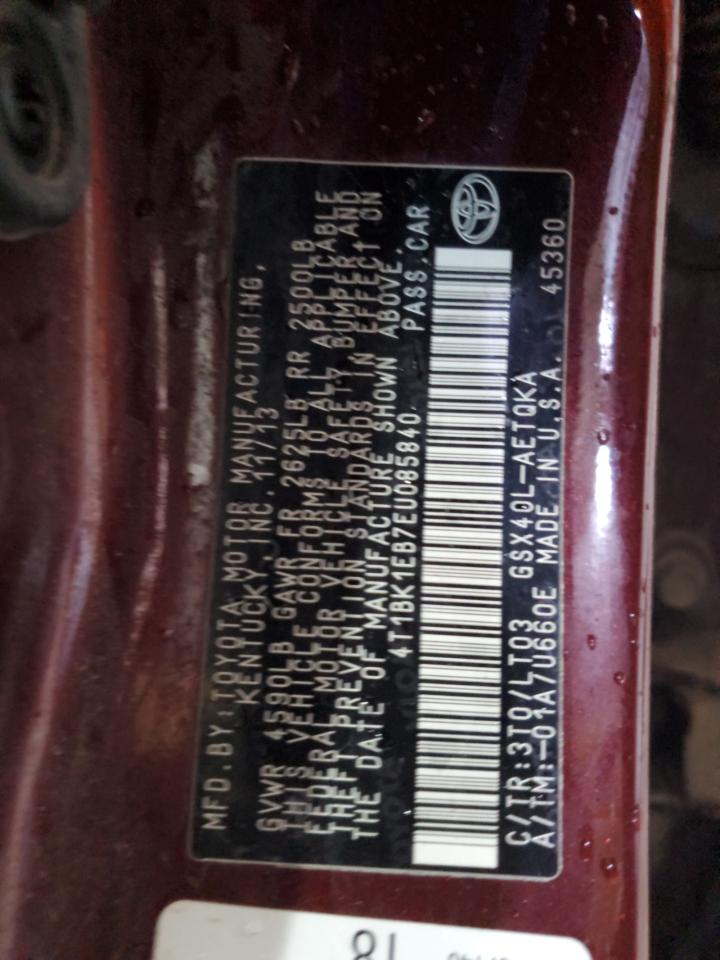 MFD.BY:TOYOTA MOTOR MANUFACTURING,
KENTUCKY,INC. 11/13
GVWR 4590LB GAWR FR 2625LB RR 2500LB
THIS VEHICLE CONFORMS TO ALL APPLICABLE
FEDERAL MOTOR VEHICLE SAFETY, BUMPER AND
THEFT PREVENTION STANDARDS IN EFFECT ON
THE DATE OF MANUFACTURE SHOWN ABOVE.
4T1BK1EB7EU085840 PASS.CAR
C/TR:3T0/LT03 GSX40L-AETQKA
A/TM:-01A/U660E MADE IN U.S.A. 45360
18